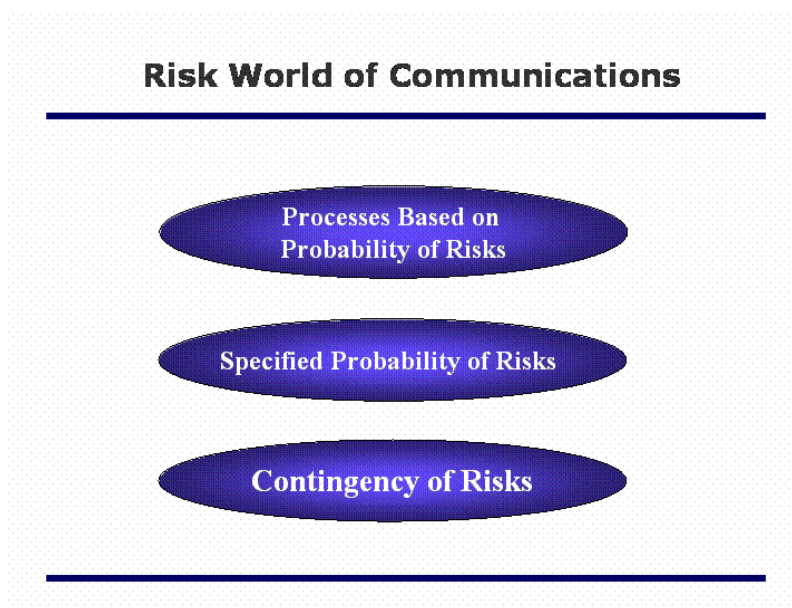 Risk World of Communications
Processes Based on
Probability of Risks
Specified Probability of Risks
Contingency of Risks